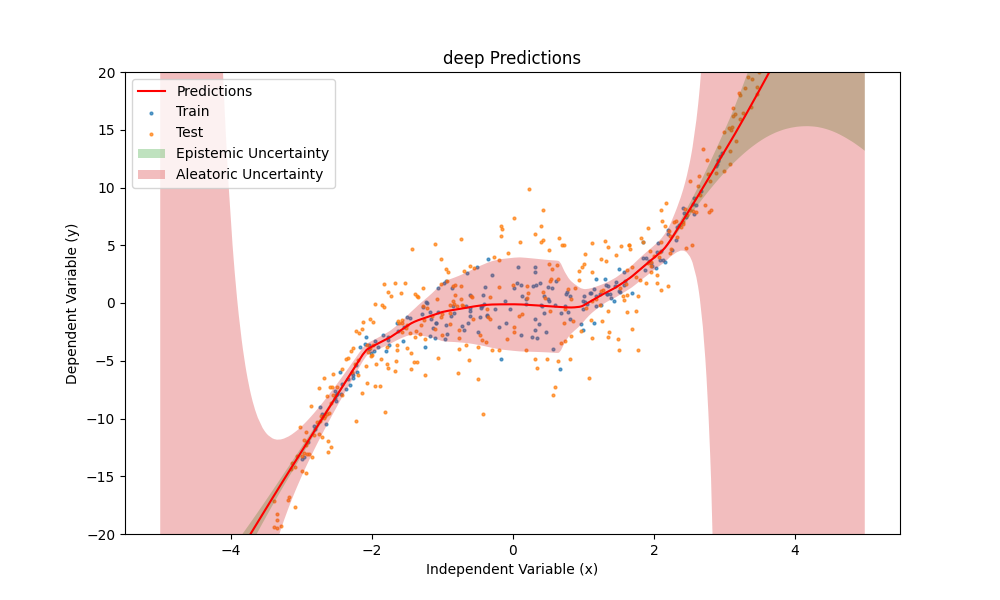 deep Predictions
Predictions
Train
Test
Epistemic Uncertainty
Aleatoric Uncertainty
Dependent Variable (y)
20
15
10
5
0
−5
−10
−15
−20
−4
−2
0
2
4
Independent Variable (x)